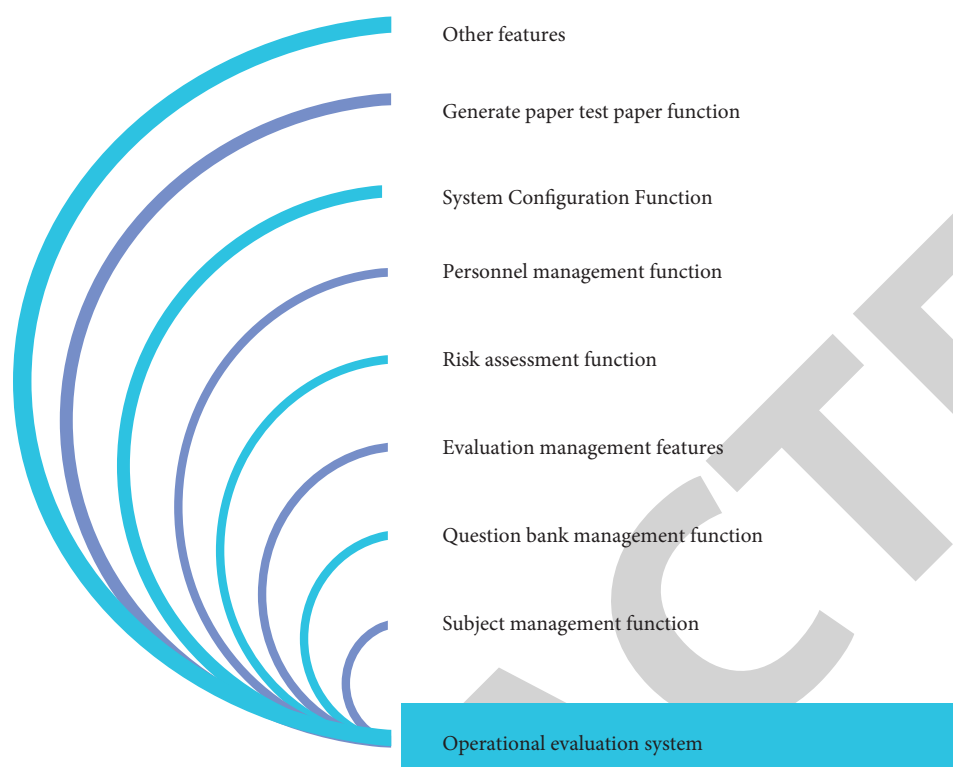 Other features
Generate paper test paper function
System Configuration Function
Personnel management function
Risk assessment function
Evaluation management features
Question bank management function
Subject management function
Operational evaluation system